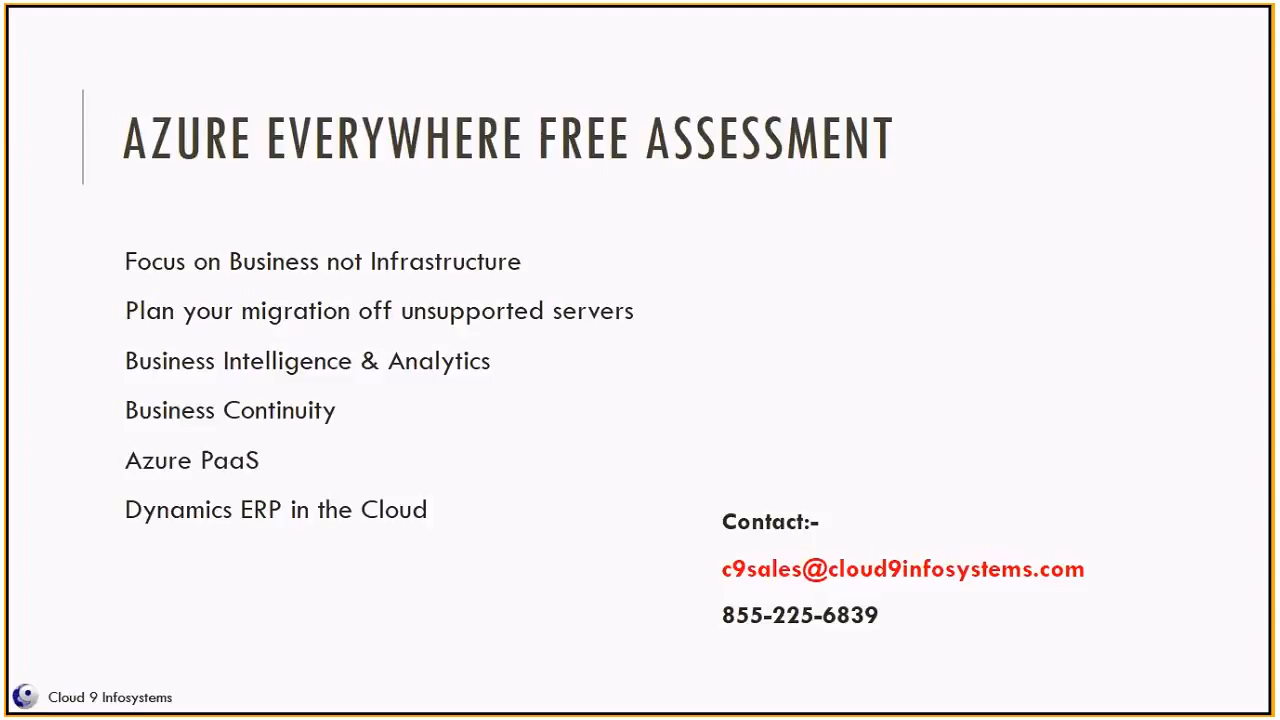 AZURE EVERYWHERE FREE ASSESSMENT
Focus on Business not Infrastructure
Plan your migration off unsupported servers
Business Intelligence & Analytics
Business Continuity
Azure PaaS
Dynamics ERP in the Cloud
Contact:-
c9sales@cloud9infosystems.com
855-225-6839
Cloud 9 Infosystems